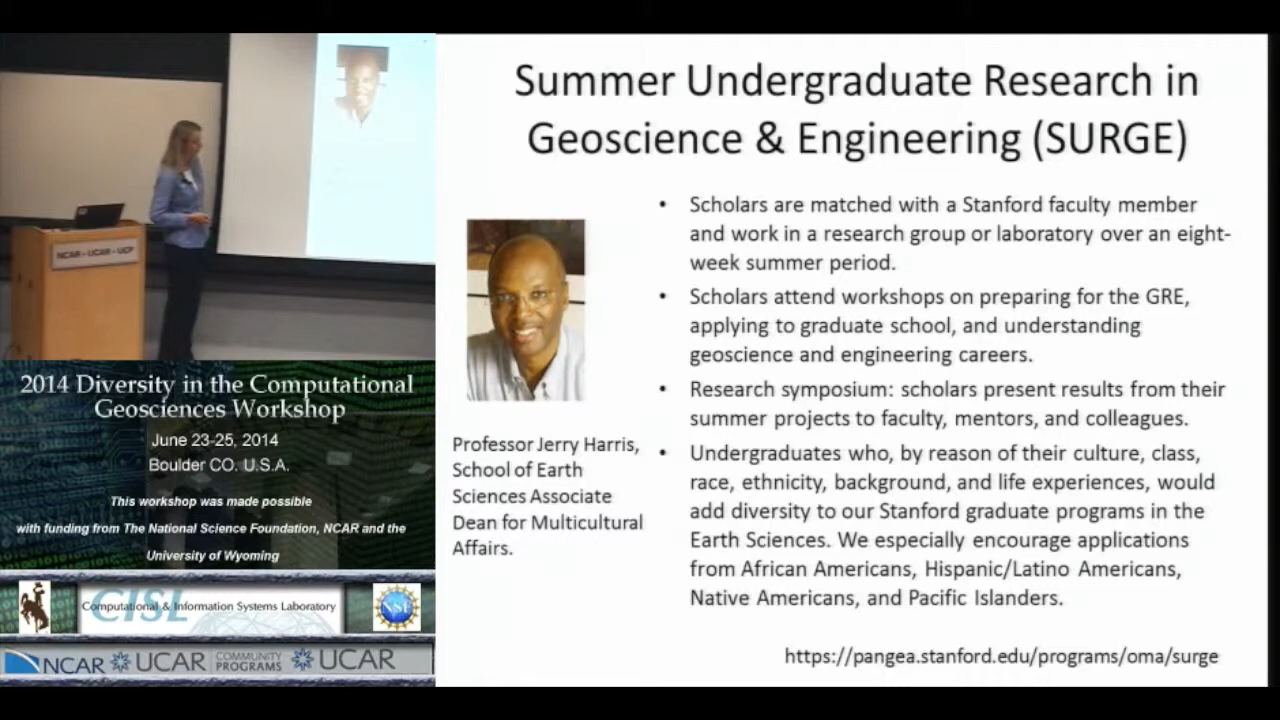 Summer Undergraduate Research in
Geoscience & Engineering (SURGE)
• Scholars are matched with a Stanford faculty member
and work in a research group or laboratory over an eight-
week summer period.
• Scholars attend workshops on preparing for the GRE,
applying to graduate school, and understanding
geoscience and engineering careers.
• Research symposium: scholars present results from their
summer projects to faculty, mentors, and colleagues.
• Undergraduates who, by reason of their culture, class,
race, ethnicity, background, and life experiences, would
add diversity to our Stanford graduate programs in the
Earth Sciences. We especially encourage applications
from African Americans, Hispanic/Latino Americans,
Native Americans, and Pacific Islanders.
Professor Jerry Harris,
School of Earth
Sciences Associate
Dean for Multicultural
Affairs.
https://pangea.stanford.edu/programs/oma/surge
NCAR - UCAR - UCP
2014 Diversity in the Computational
Geosciences Workshop
June 23-25, 2014
Boulder CO. U.S.A.
This workshop was made possible
with funding from The National Science Foundation, NCAR and the
University of Wyoming
CISL
Computational & Information Systems Laboratory
NSF
NCAR
UCAR
COMMUNITY
PROGRAMS
UCAR